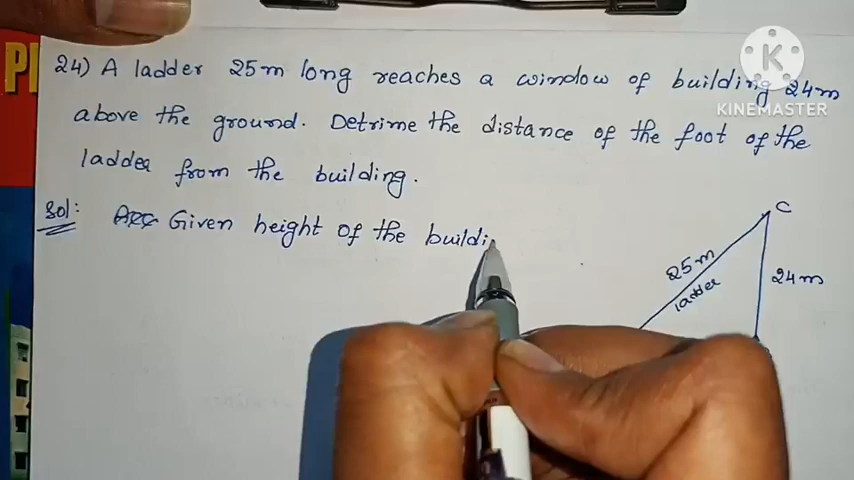 24) A ladder 25m long reaches a window of building 24m
above the ground. Detrime the distance of the foot of the
ladder from the building.
Sol: Given height of the buildi
C
25m
ladder
24m
K
KINEMASTER